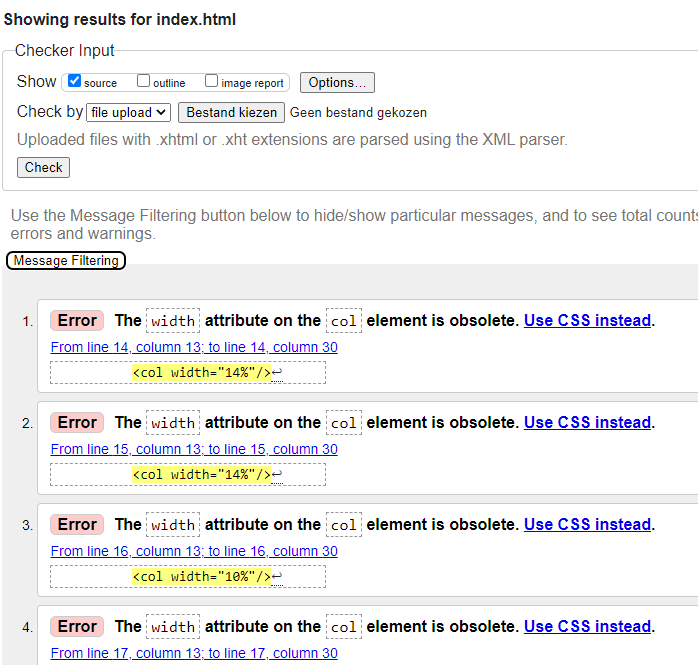 Showing results for index.html
Checker Input
Show source outline image report Options...
Check by file upload Bestand kiezen Geen bestand gekozen
Uploaded files with .xhtml or .xht extensions are parsed using the XML parser.
Check
Use the Message Filtering button below to hide/show particular messages, and to see total counts
errors and warnings.
Message Filtering
1. Error The width attribute on the col element is obsolete. Use CSS instead.
From line 14, column 13; to line 14, column 30
<col width="14%"/>↩
2. Error The width attribute on the col element is obsolete. Use CSS instead.
From line 15, column 13; to line 15, column 30
<col width="14%"/>↩
3. Error The width attribute on the col element is obsolete. Use CSS instead.
From line 16, column 13; to line 16, column 30
<col width="10%"/>↩
4. Error The width attribute on the col element is obsolete. Use CSS instead.
From line 17, column 13; to line 17, column 30